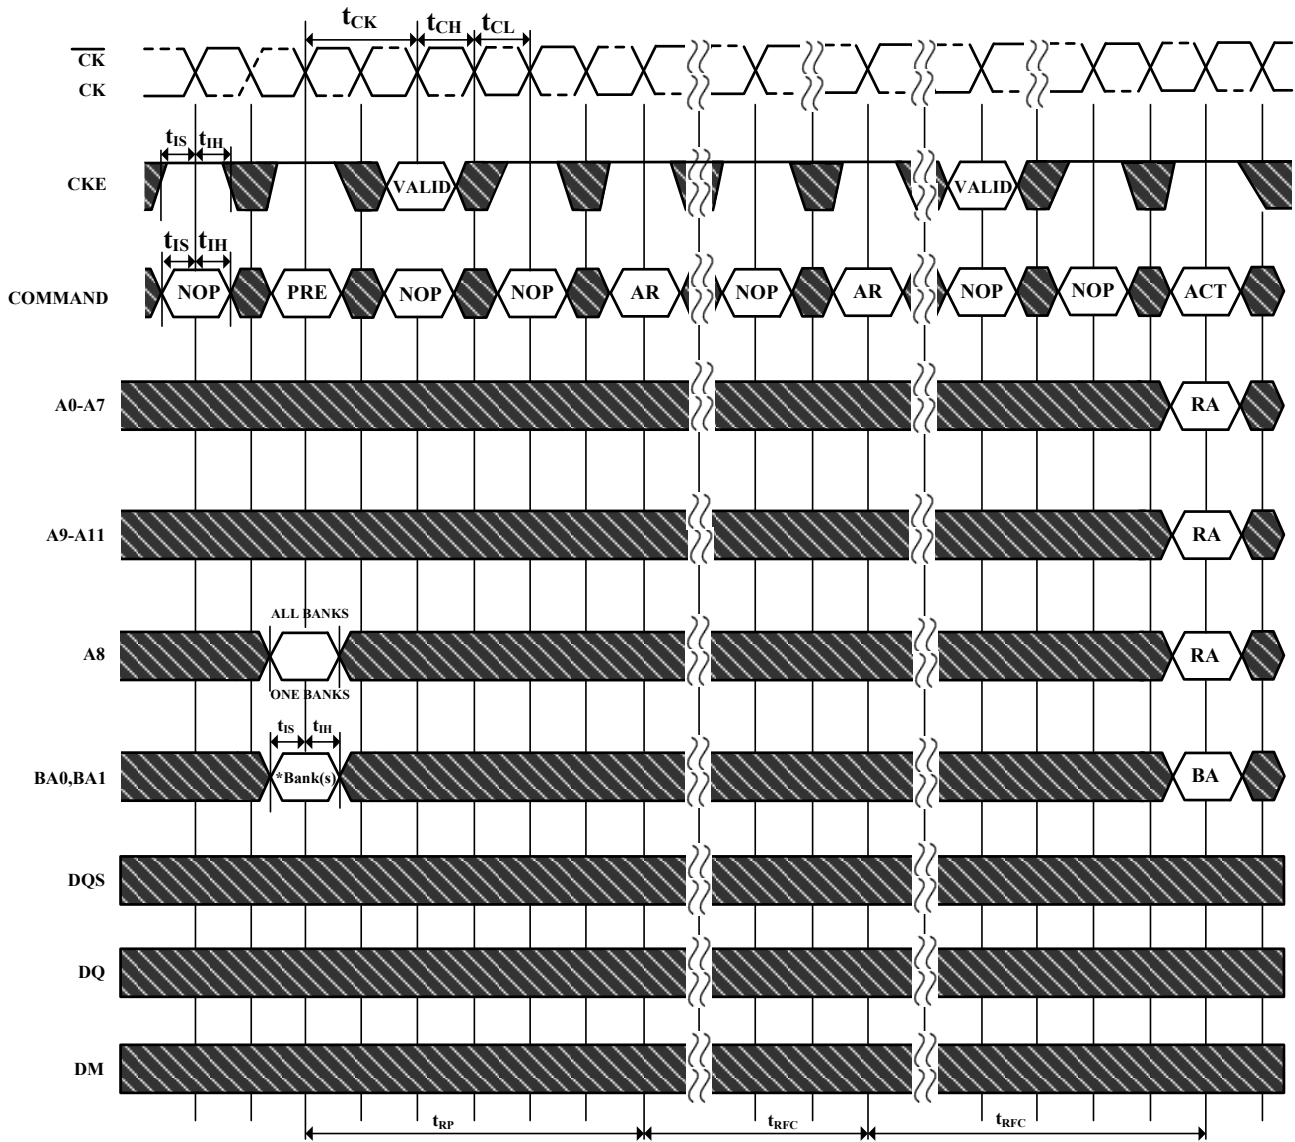 tCK tCH tCL
CK
CK
tIS tIH
CKE VALID VALID
tIS tIH
COMMAND NOP PRE NOP NOP AR NOP AR NOP NOP ACT
A0-A7 RA
A9-A11 RA
ALL BANKS
A8 RA
ONE BANKS
tIS tIH
BA0,BA1 *Bank(s) BA
DQS
DQ
DM
tRP tRFC tRFC